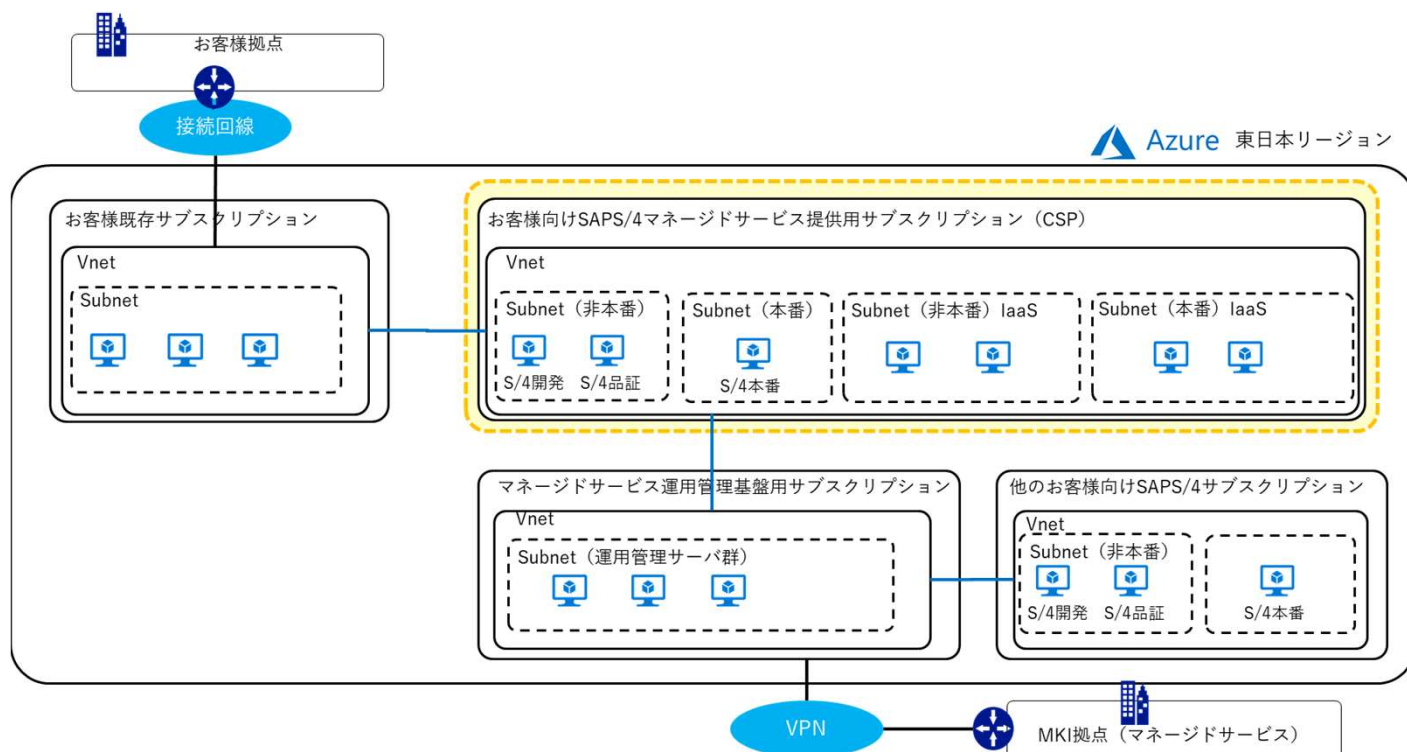 お客様拠点
接続回線
Azure 東日本リージョン
お客様既存サブスクリプション
Vnet
Subnet
お客様向けSAPS/4マネージドサービス提供用サブスクリプション（CSP）
Vnet
Subnet（非本番）
S/4開発 S/4品証
Subnet（本番）
S/4本番
Subnet（非本番）IaaS
Subnet（本番）IaaS
マネージドサービス運用管理基盤用サブスクリプション
Vnet
Subnet（運用管理サーバ群）
他のお客様向けSAPS/4サブスクリプション
Vnet
Subnet（非本番）
S/4開発 S/4品証
S/4本番
VPN
MKI拠点（マネージドサービス）